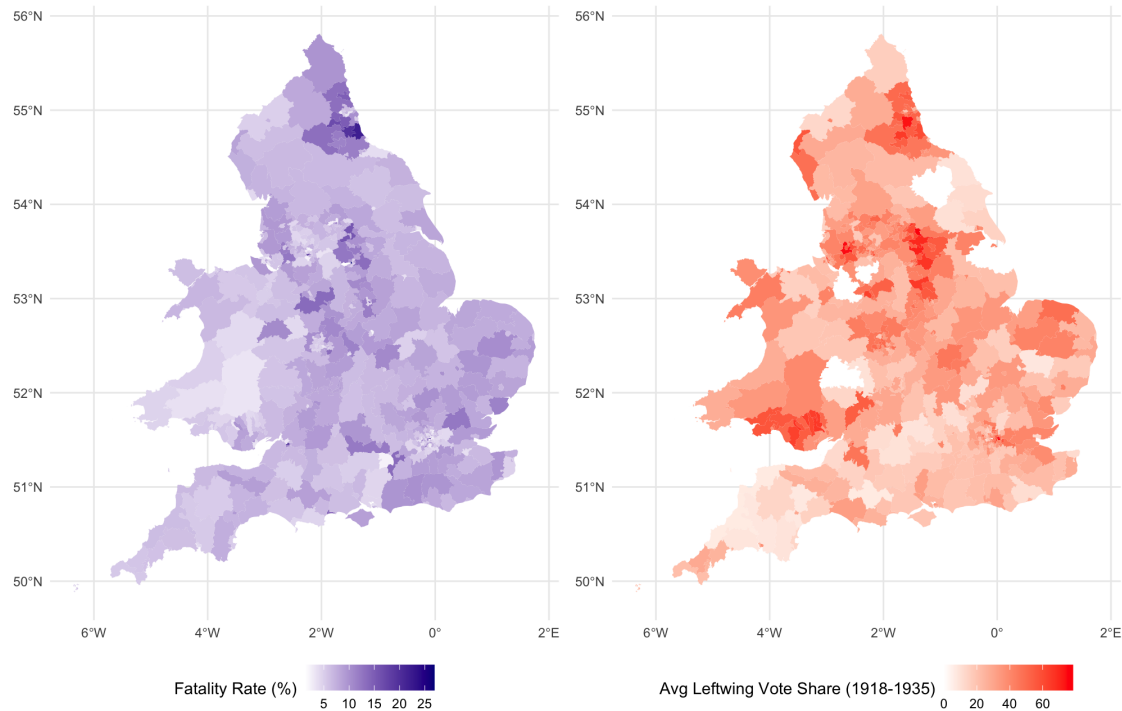 56°N
55°N
54°N
53°N
52°N
51°N
50°N
6°W 4°W 2°W 0° 2°E
Fatality Rate (%)
5 10 15 20 25
56°N
55°N
54°N
53°N
52°N
51°N
50°N
6°W 4°W 2°W 0° 2°E
Avg Leftwing Vote Share (1918-1935)
0 20 40 60